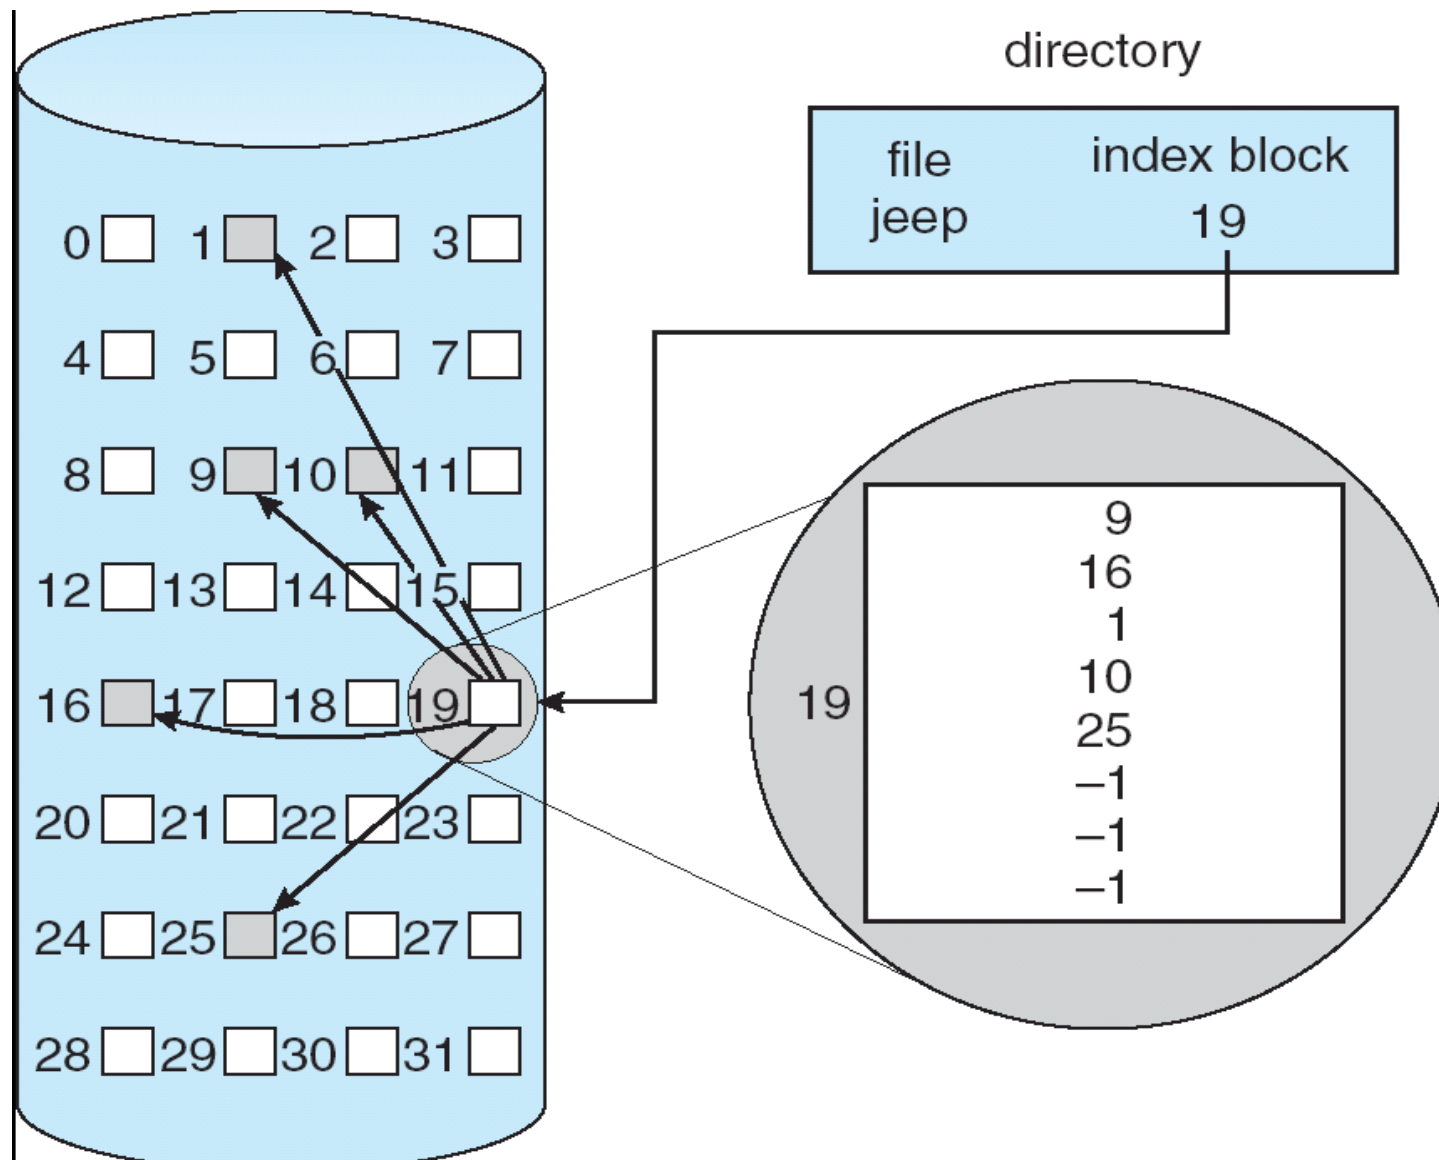 directory
file index block
jeep 19
0 1 2 3
4 5 6 7
8 9 10 11
12 13 14 15
16 17 18 19
20 21 22 23
24 25 26 27
28 29 30 31
19
9
16
1
10
25
–1
–1
–1